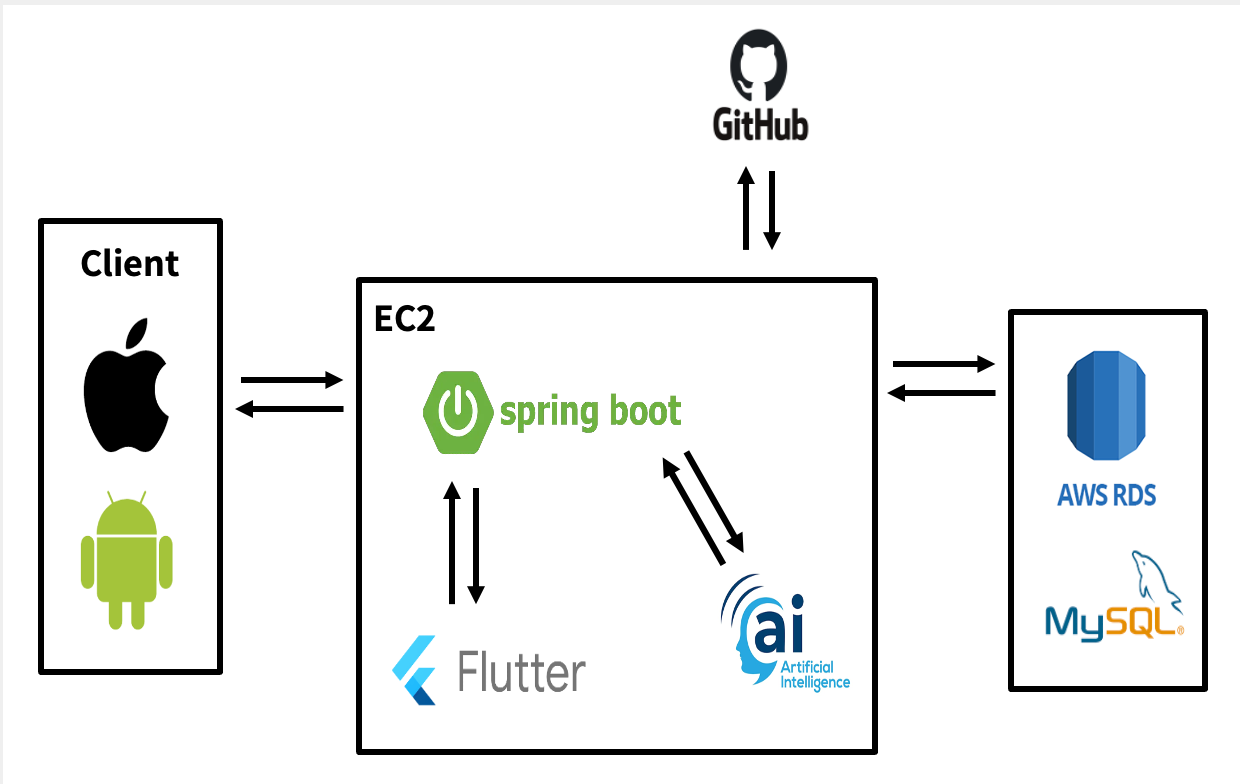 GitHub
Client
EC2
spring boot
AWS RDS
MySQL®
Flutter
ai
Artificial
Intelligence